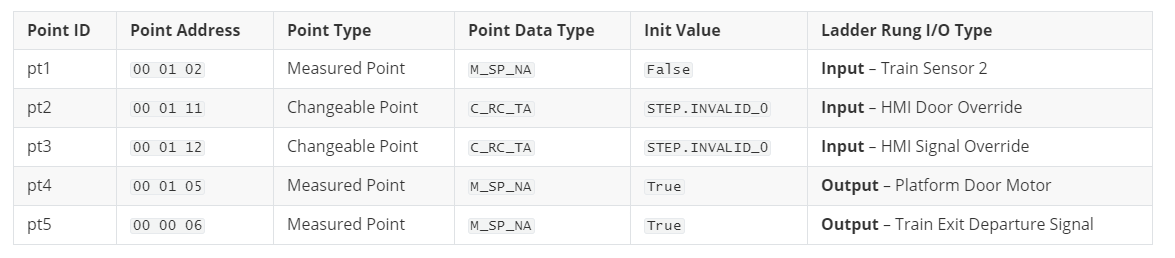 Point ID Point Address Point Type Point Data Type Init Value Ladder Rung I/O Type
pt1 00 01 02 Measured Point M_SP_NA False Input – Train Sensor 2
pt2 00 01 11 Changeable Point C_RC_TA STEP.INVALID_0 Input – HMI Door Override
pt3 00 01 12 Changeable Point C_RC_TA STEP.INVALID_0 Input – HMI Signal Override
pt4 00 01 05 Measured Point M_SP_NA True Output – Platform Door Motor
pt5 00 00 06 Measured Point M_SP_NA True Output – Train Exit Departure Signal